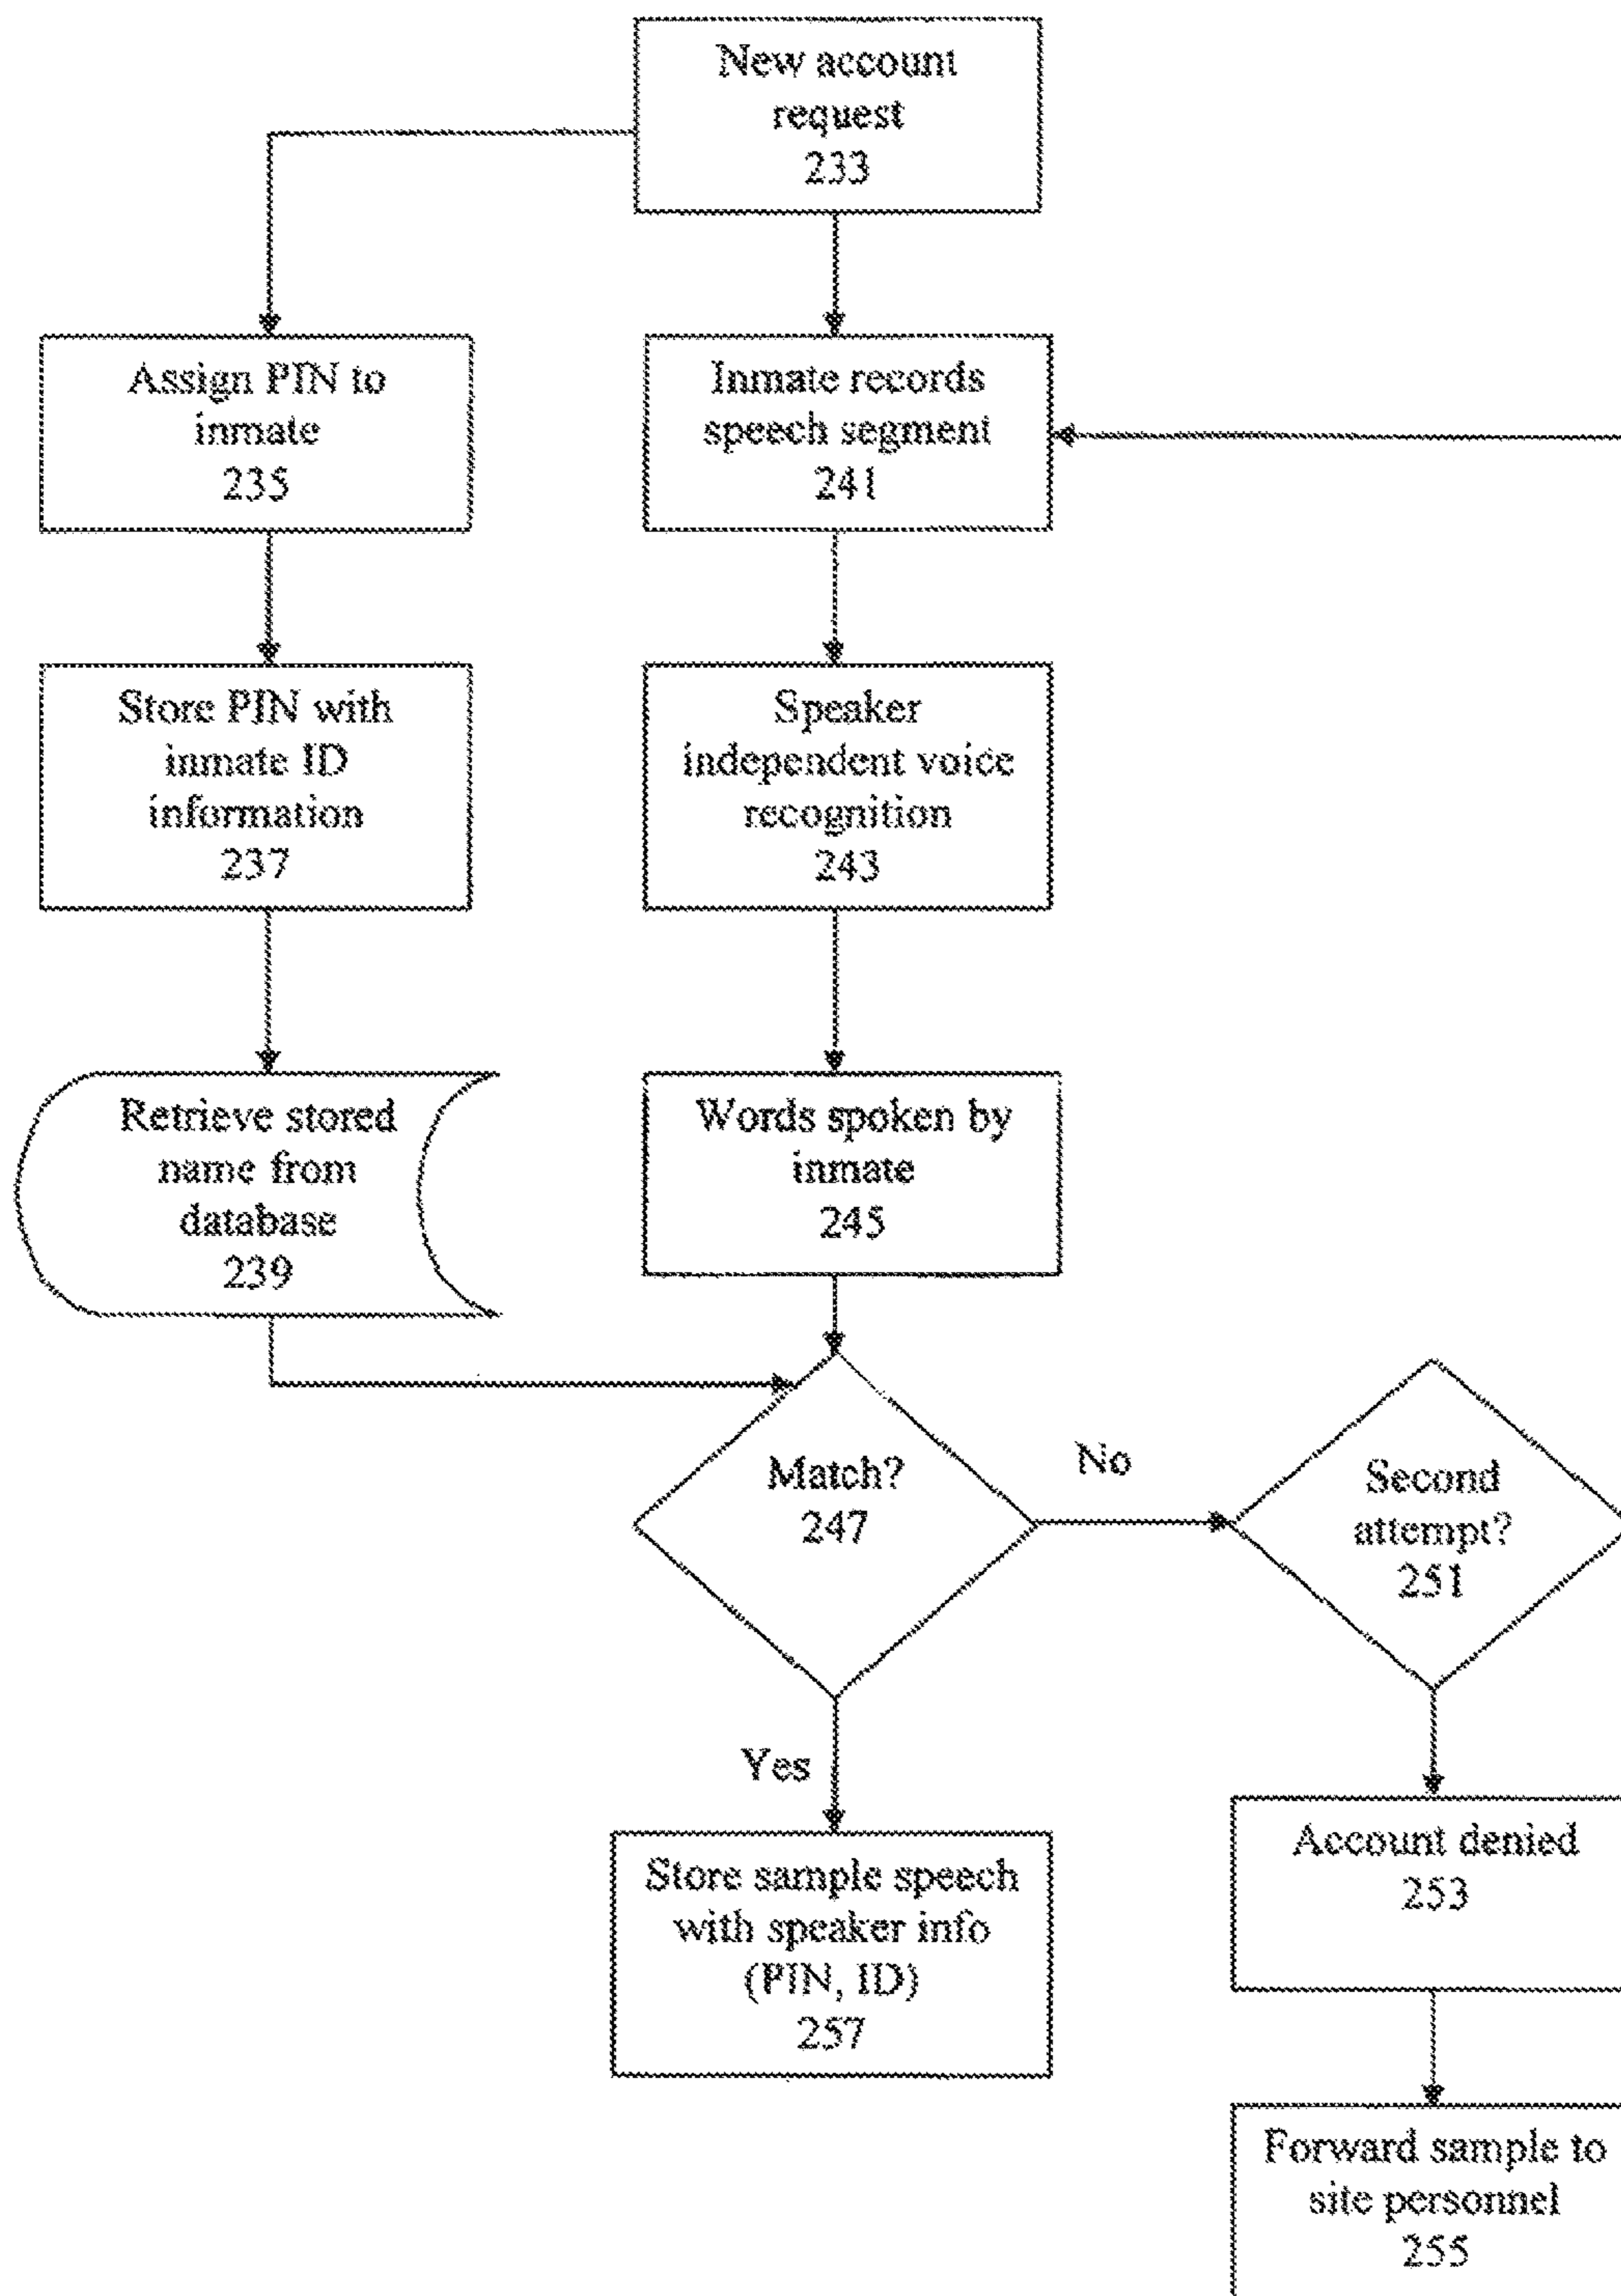 New account
request
233
Assign PIN to
inmate
235
Inmate records
speech segment
241
Store PIN with
inmate ID
information
237
Speaker
independent voice
recognition
243
Retrieve stored
name from
database
239
Words spoken by
inmate
245
Match?
247
No
Second
attempt?
251
Yes
Store sample speech
with speaker info
(PIN, ID)
257
Account denied
253
Forward sample to
site personnel
255